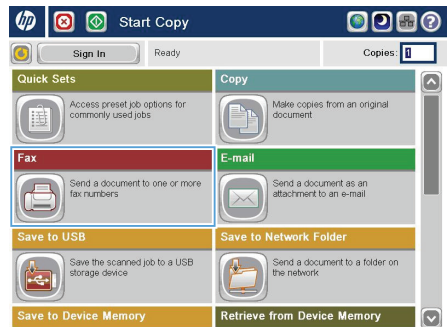 hp Start Copy
Sign In Ready Copies: 1
Quick Sets Copy
Access preset job options for Make copies from an original
commonly used jobs document
Fax E-mail
Send a document to one or more Send a document as an
fax numbers attachment to an e-mail
Save to USB Save to Network Folder
Save the scanned job to a USB Send a document to a folder on
storage device the network
Save to Device Memory Retrieve from Device Memory